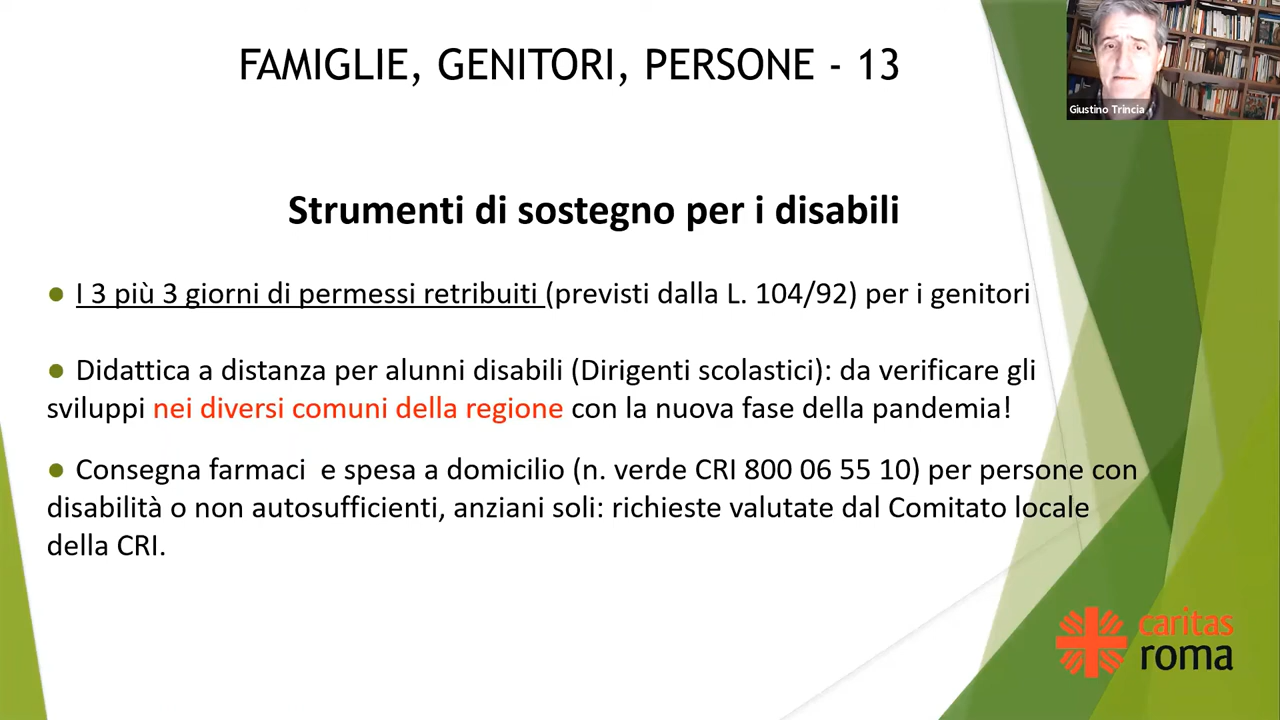 FAMIGLIE, GENITORI, PERSONE - 13
Giustino Trincia
Strumenti di sostegno per i disabili
● I 3 più 3 giorni di permessi retribuiti (previsti dalla L. 104/92) per i genitori
● Didattica a distanza per alunni disabili (Dirigenti scolastici): da verificare gli
sviluppi nei diversi comuni della regione con la nuova fase della pandemia!
● Consegna farmaci e spesa a domicilio (n. verde CRI 800 06 55 10) per persone con
disabilità o non autosufficienti, anziani soli: richieste valutate dal Comitato locale
della CRI.
caritas
roma